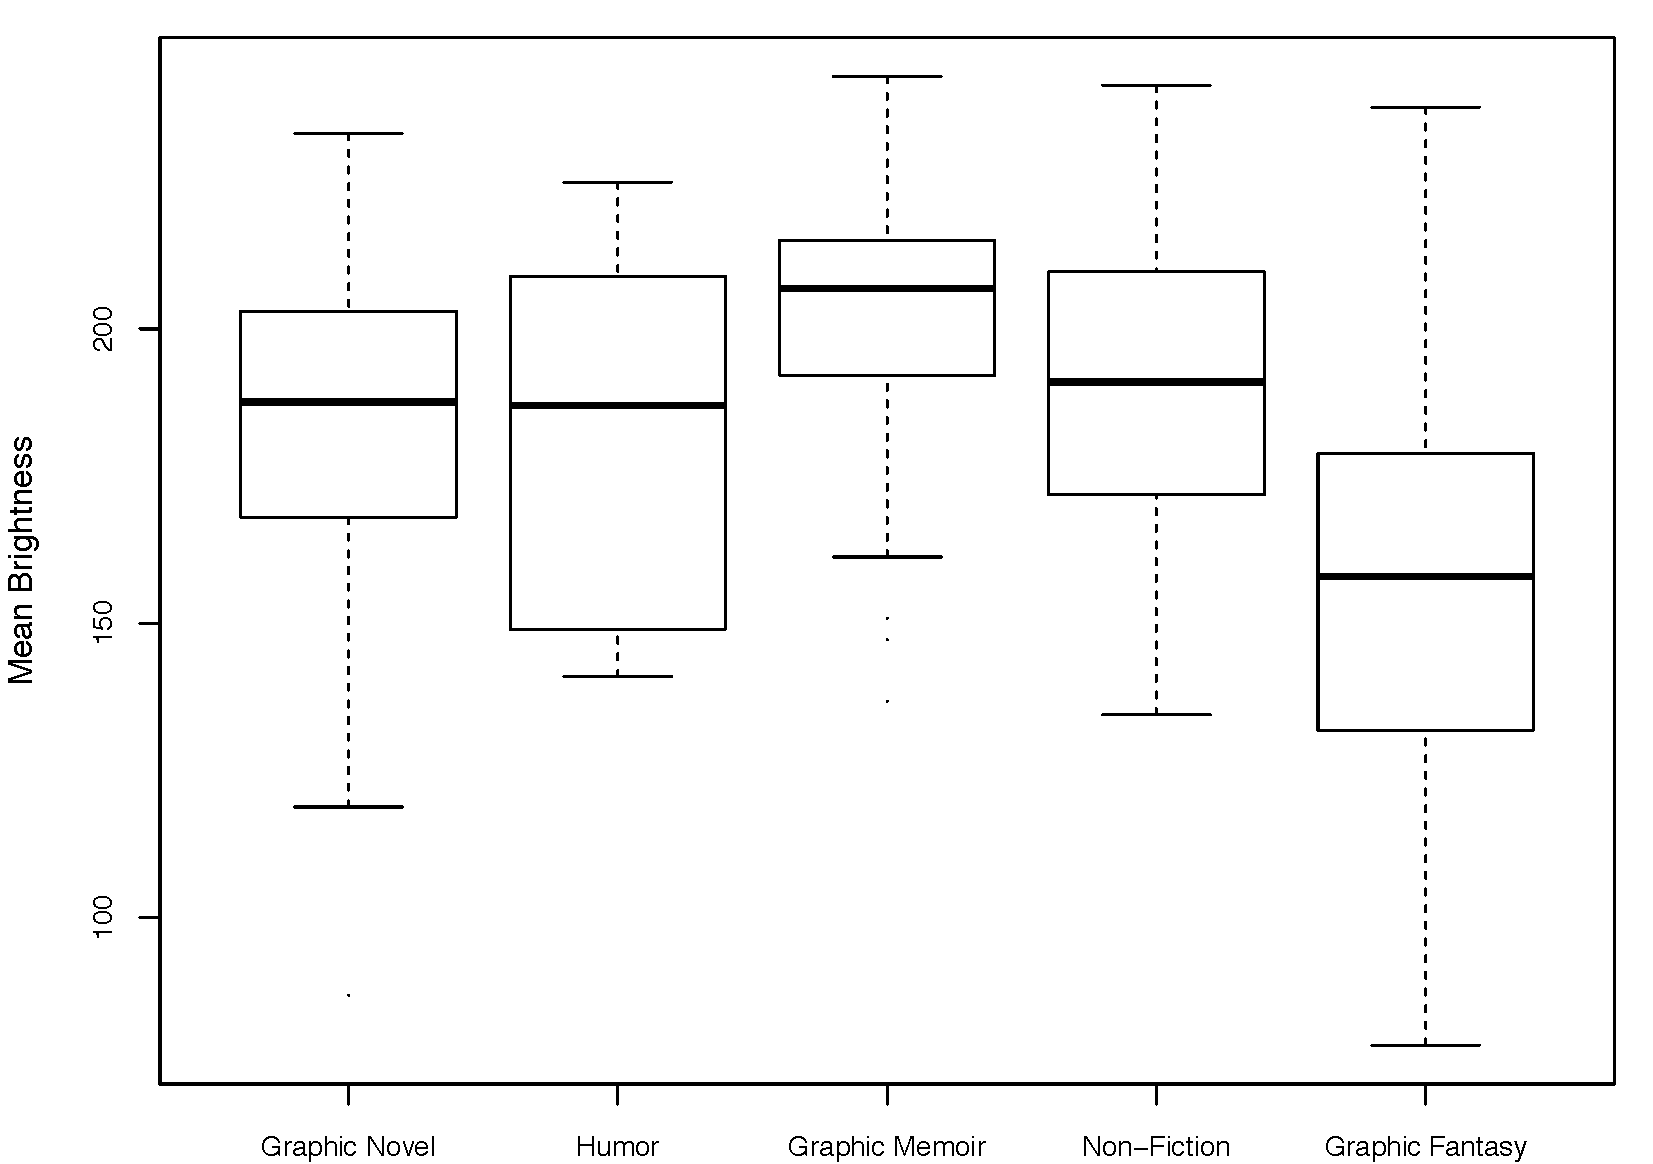 Mean Brightness
200
150
100
Graphic Novel
Humor
Graphic Memoir
Non−Fiction
Graphic Fantasy